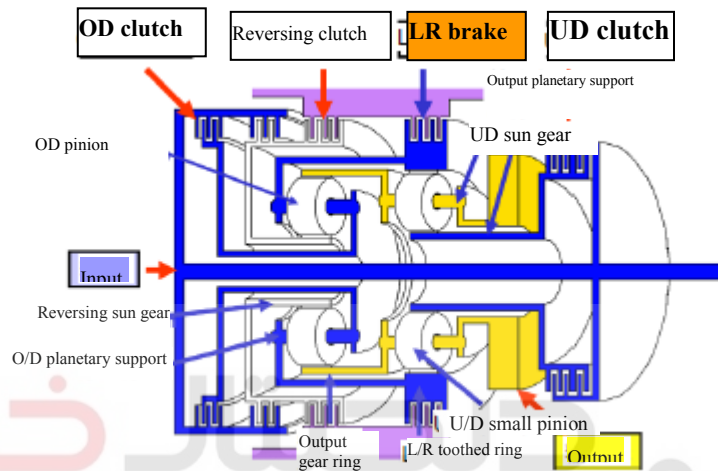 OD clutch
Reversing clutch
LR brake
UD clutch
Output planetary support
OD pinion
UD sun gear
Input
Reversing sun gear
O/D planetary support
Output
gear ring
L/R toothed ring
U/D small pinion
Output